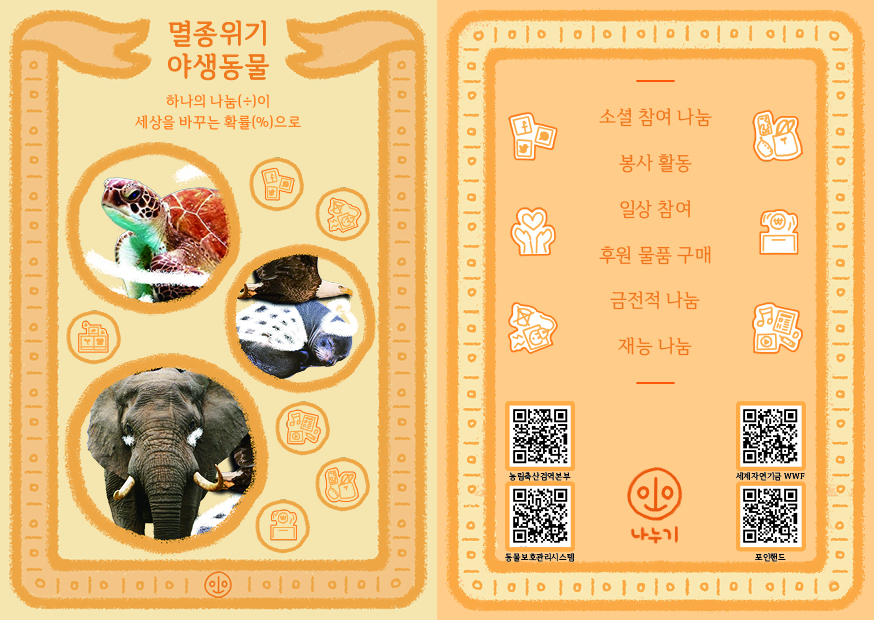 멸종위기
야생동물
하나의 나눔(÷)이
세상을 바꾸는 확률(%)으로
소셜 참여 나눔
봉사 활동
일상 참여
후원 물품 구매
금전적 나눔
재능 나눔
농림축산검역본부
세계자연기금 WWF
나누기
동물보호관리시스템
포인핸드